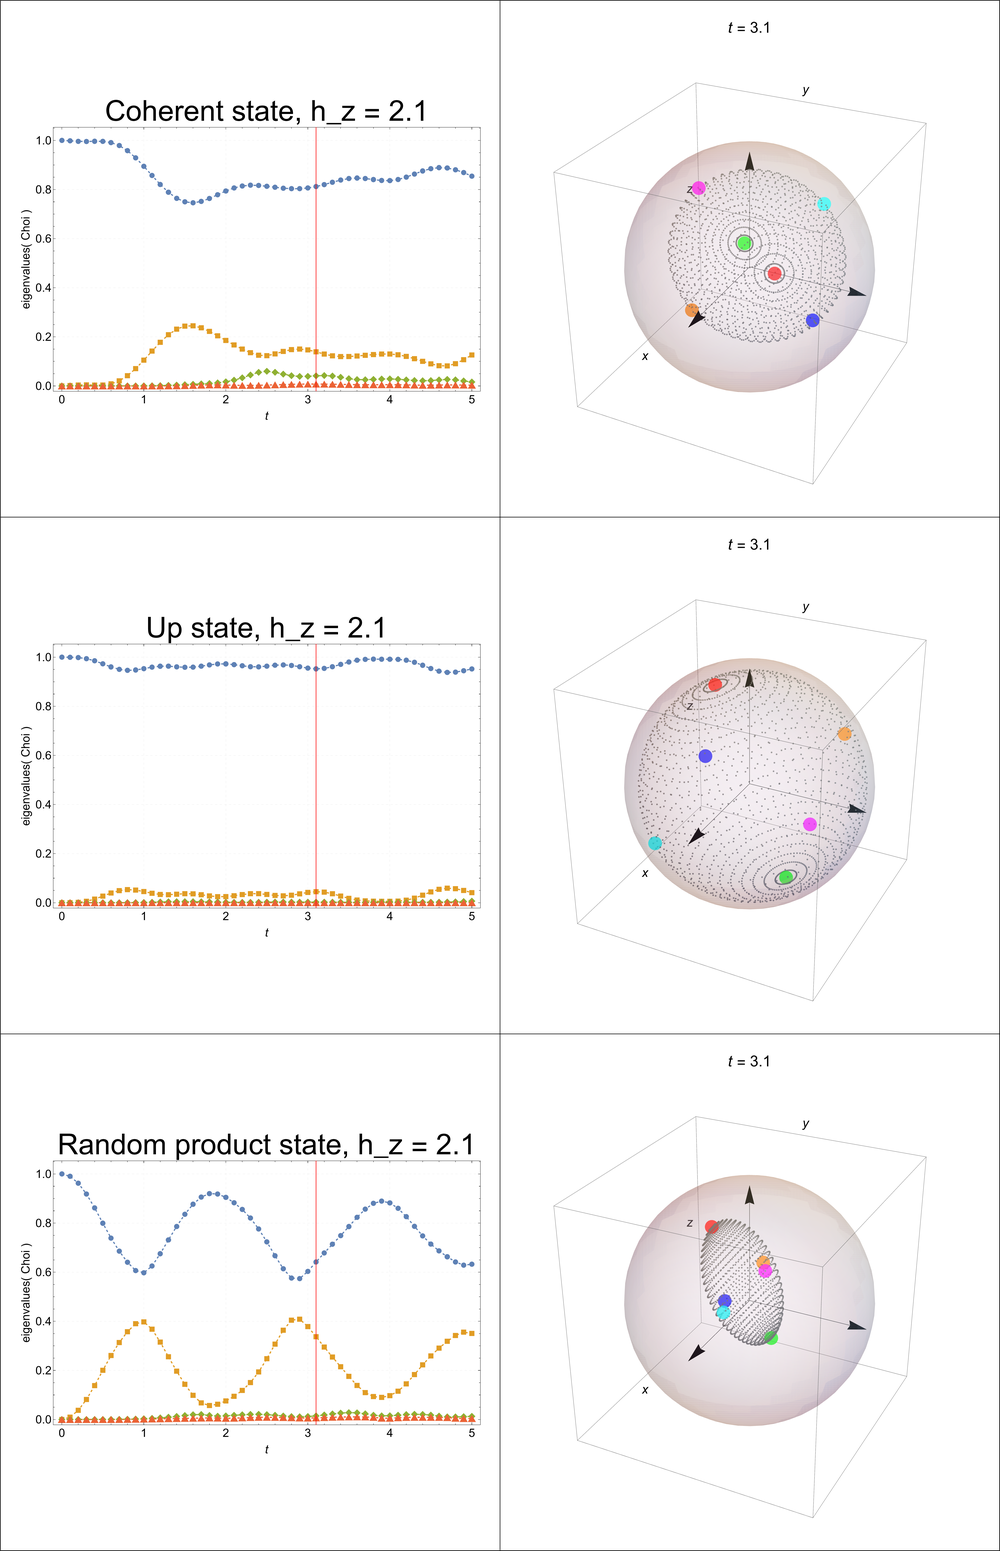 Coherent state, h_z = 2.1
eigenvalues( Choi )
1.0
0.8
0.6
0.4
0.2
0.0
0 1 2 3 4 5
t
t = 3.1
y
z
x
Up state, h_z = 2.1
eigenvalues( Choi )
1.0
0.8
0.6
0.4
0.2
0.0
0 1 2 3 4 5
t
t = 3.1
y
z
x
Random product state, h_z = 2.1
eigenvalues( Choi )
1.0
0.8
0.6
0.4
0.2
0.0
0 1 2 3 4 5
t
t = 3.1
y
z
x